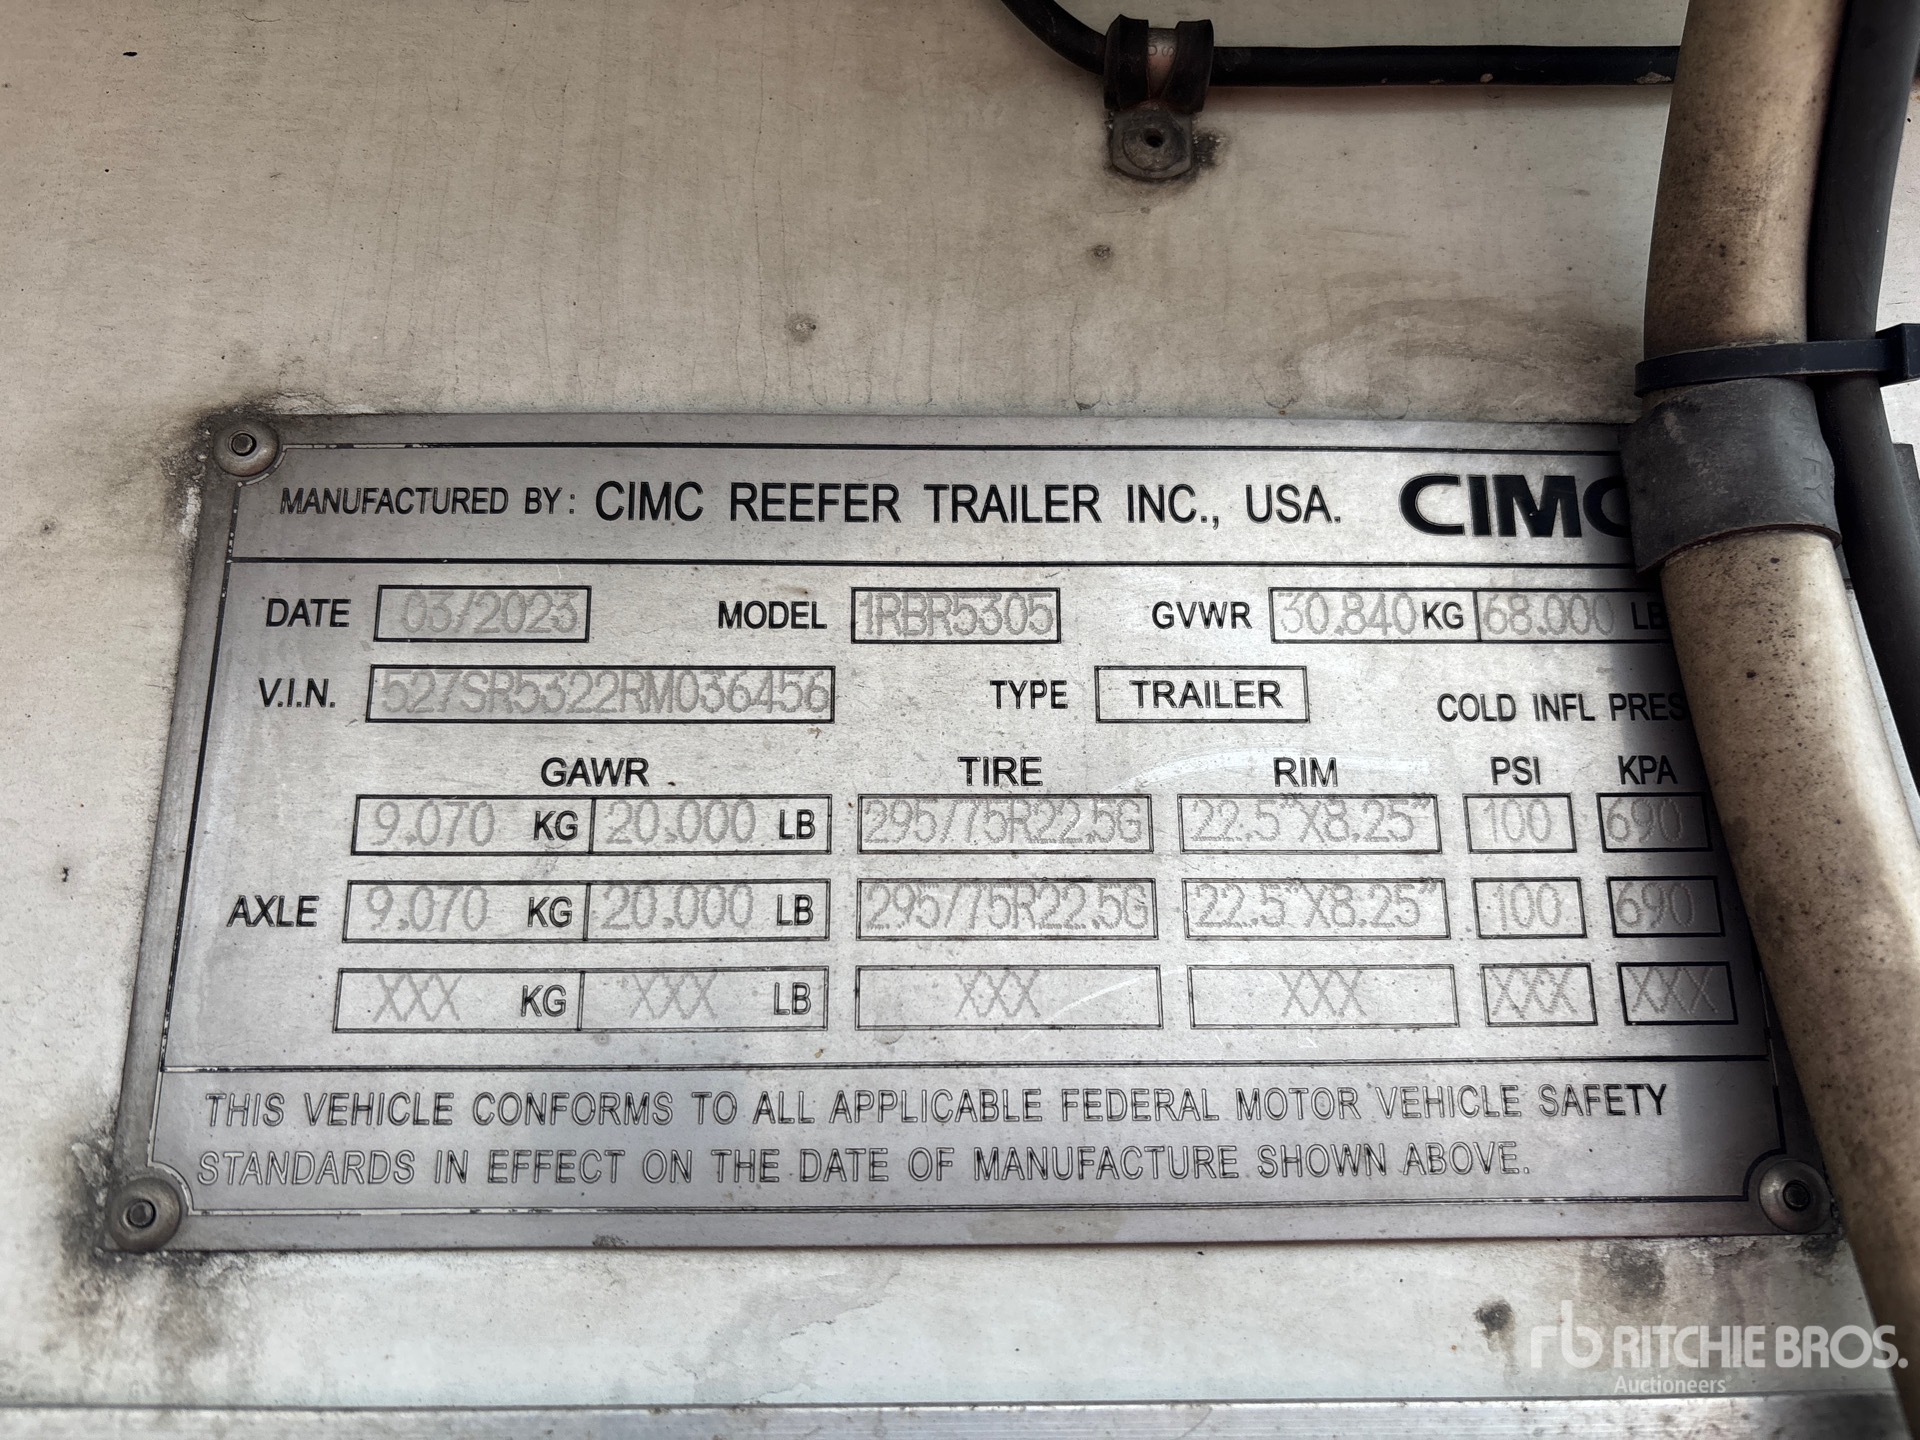 MANUFACTURED BY: CIMC REEFER TRAILER INC., USA. CIMC
DATE 03/2023 MODEL 1RBR5305 GVWR 30.840 KG 68.000 LB
V.I.N. 527SR5322RM036456 TYPE TRAILER COLD INFL PRES
GAWR TIRE RIM PSI KPA
9.070 KG 20.000 LB 295/75R22.5G 22.5"X8.25" 100 690
AXLE 9.070 KG 20.000 LB 295/75R22.5G 22.5"X8.25" 100 690
XXX KG XXX LB XXX XXX XXX XXX
THIS VEHICLE CONFORMS TO ALL APPLICABLE FEDERAL MOTOR VEHICLE SAFETY
STANDARDS IN EFFECT ON THE DATE OF MANUFACTURE SHOWN ABOVE.
rb RITCHIE BROS.
Auctioneers